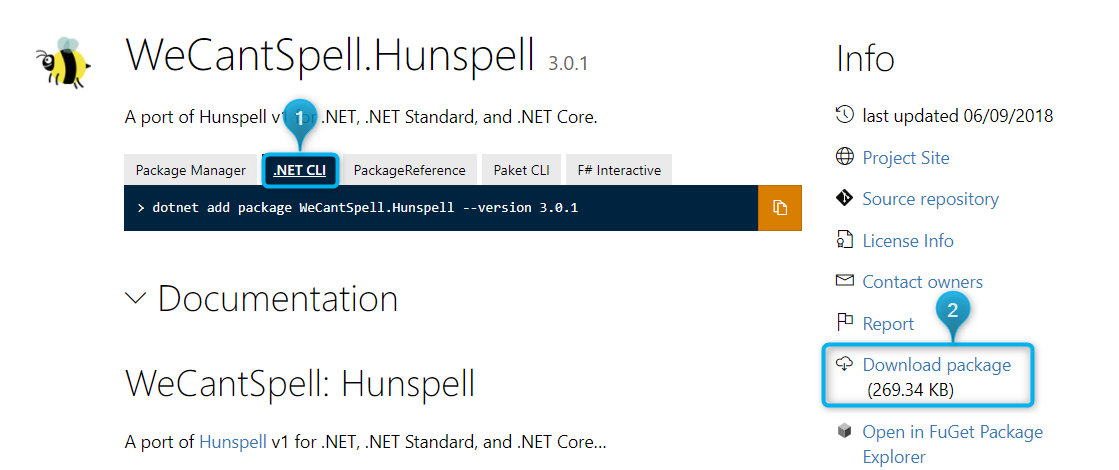 WeCantSpell.Hunspell 3.0.1
A port of Hunspell v1 for .NET, .NET Standard, and .NET Core.
1
Package Manager .NET CLI PackageReference Paket CLI F# Interactive
> dotnet add package WeCantSpell.Hunspell --version 3.0.1
Documentation
WeCantSpell: Hunspell
A port of Hunspell v1 for .NET, .NET Standard, and .NET Core...
Info
last updated 06/09/2018
Project Site
Source repository
License Info
Contact owners
Report
2
Download package
(269.34 KB)
Open in FuGet Package
Explorer